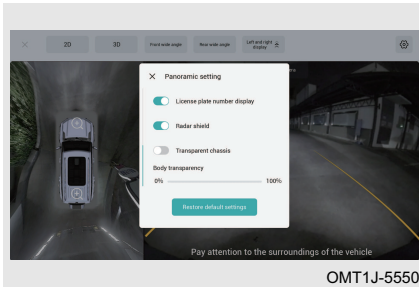 2D
3D
Front wide angle
Rear wide angle
Left and right
display
Panoramic setting
License plate number display
Radar shield
Transparent chassis
Body transparency
0%
100%
Restore default settings
Pay attention to the surroundings of the vehicle
OMT1J-5550